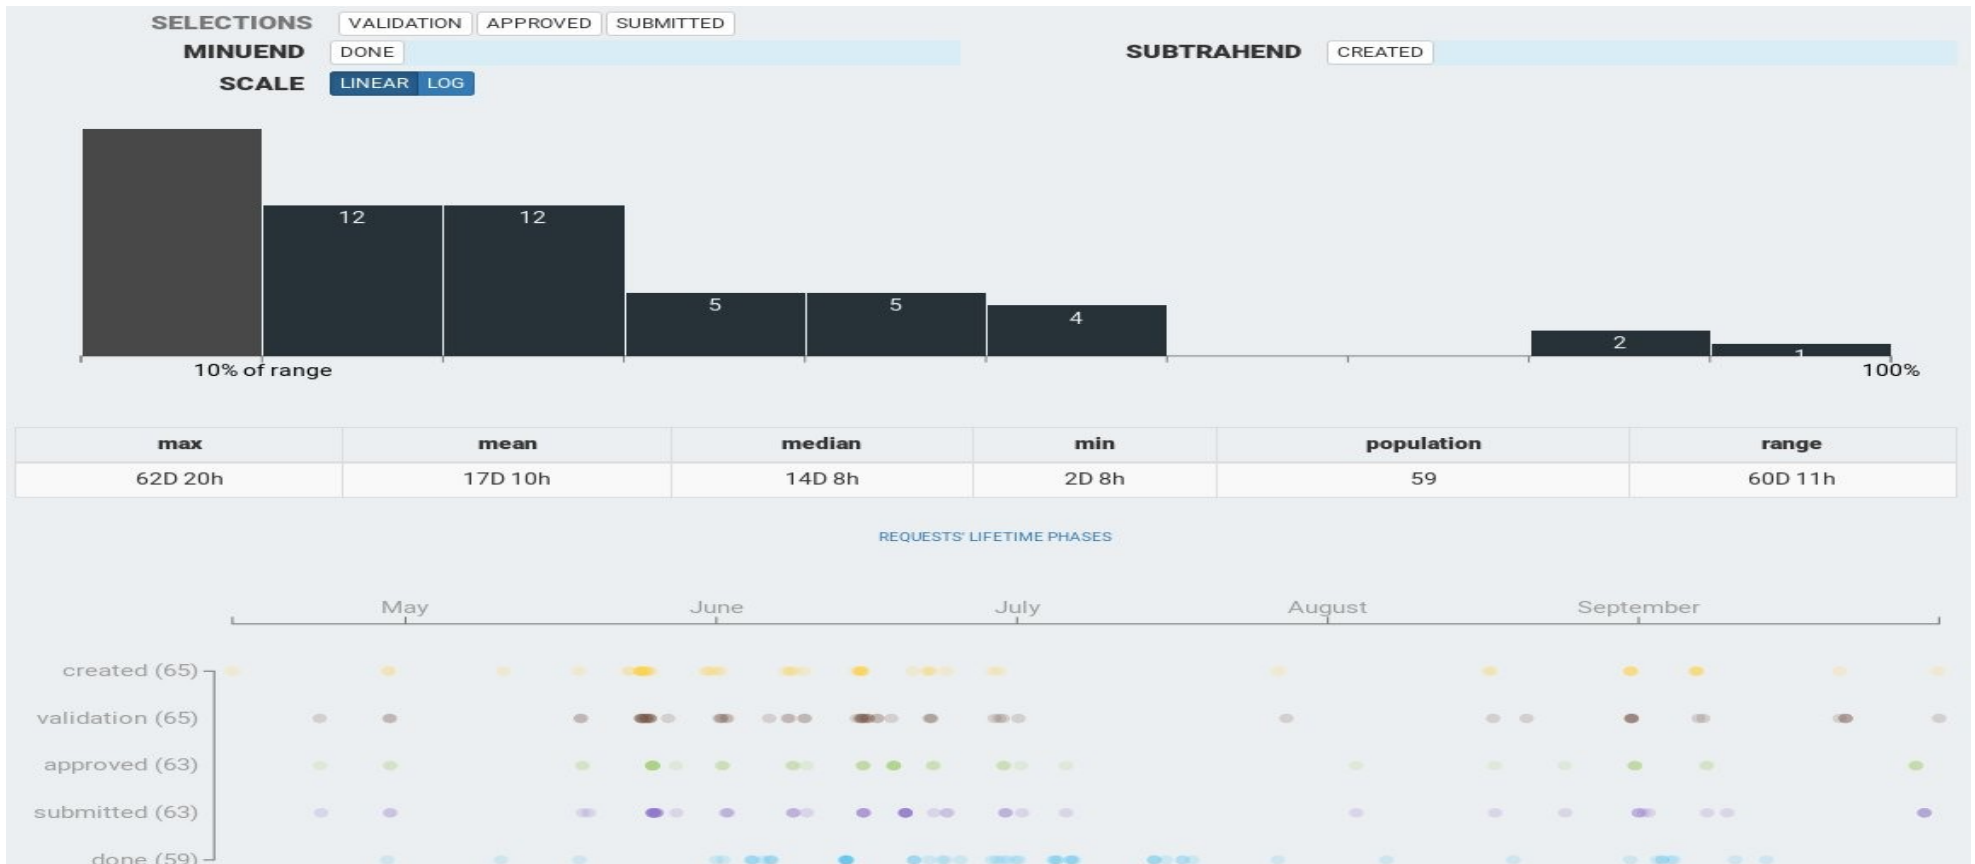 SELECTIONS VALIDATION APPROVED SUBMITTED
MINUEND DONE SUBTRAHEND CREATED
SCALE LINEAR LOG
12 12 5 5 4 2 1
10% of range 100%
max mean median min population range
62D 20h 17D 10h 14D 8h 2D 8h 59 60D 11h
REQUESTS' LIFETIME PHASES
May June July August September
created (65)
validation (65)
approved (63)
submitted (63)
done (59)